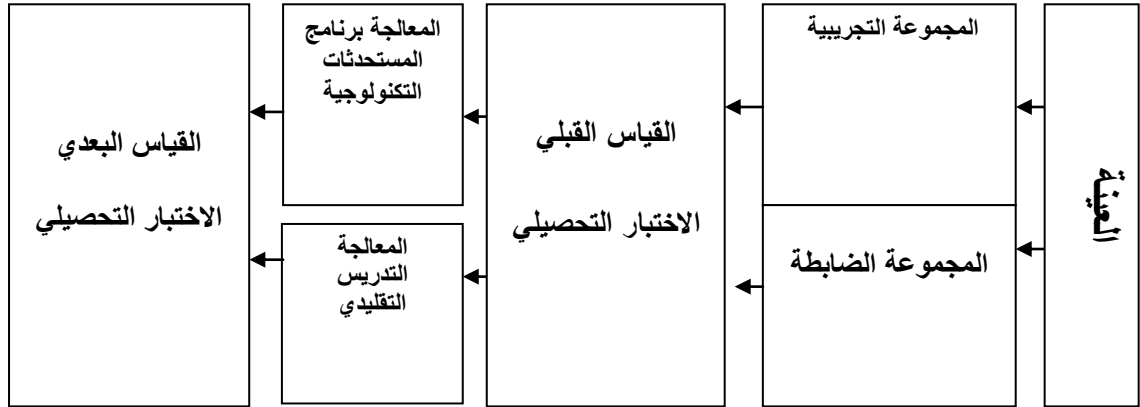 العينة
المجموعة التجريبية
المجموعة الضابطة
القياس القبلي
الاختبار التحصيلي
المعالجة برنامج
المستحدثات
التكنولوجية
المعالجة
التدريس
التقليدي
القياس البعدي
الاختبار التحصيلي